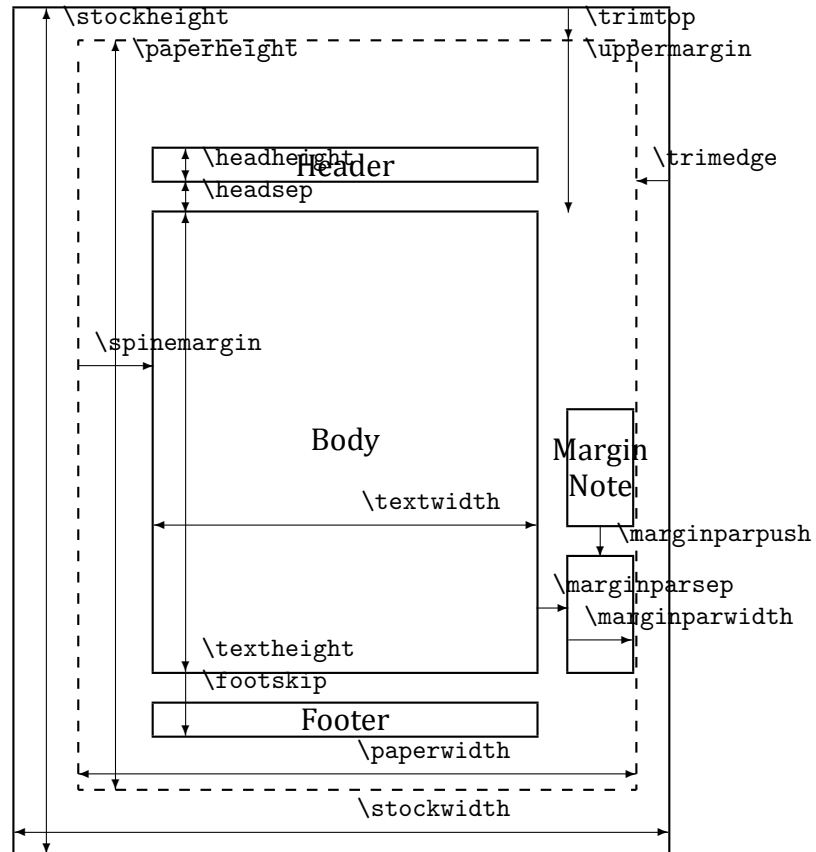 \stockheight
\trimtop
\paperheight
\uppermargin
\headheight
Header
\trimedge
\headsep
\spinemargin
Body
Margin
Note
\textwidth
\marginparpush
\marginparsep
\marginparwidth
\textheight
\footskip
Footer
\paperwidth
\stockwidth